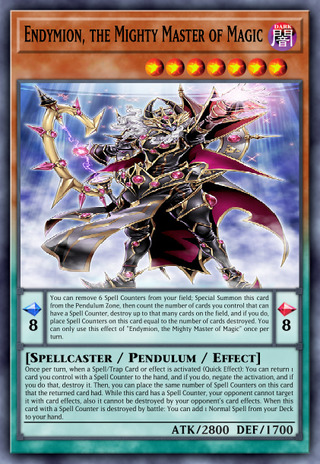 Endymion, the Mighty Master of Magic
DARK
闇
You can remove 6 Spell Counters from your field; Special Summon this card
from the Pendulum Zone, then count the number of cards you control that can
have a Spell Counter, destroy up to that many cards on the field, and if you do,
place Spell Counters on this card equal to the number of cards destroyed. You
can only use this effect of "Endymion, the Mighty Master of Magic" once per
turn.
8
8
[Spellcaster / Pendulum / Effect]
Once per turn, when a Spell/Trap Card or effect is activated (Quick Effect): You can return 1
card you control with a Spell Counter to the hand, and if you do, negate the activation, and if
you do that, destroy it. Then, you can place the same number of Spell Counters on this card
that the returned card had. While this card has a Spell Counter, your opponent cannot target
it with card effects, also it cannot be destroyed by your opponent's card effects. When this
card with a Spell Counter is destroyed by battle: You can add 1 Normal Spell from your Deck
to your hand.
ATK/2800 DEF/1700